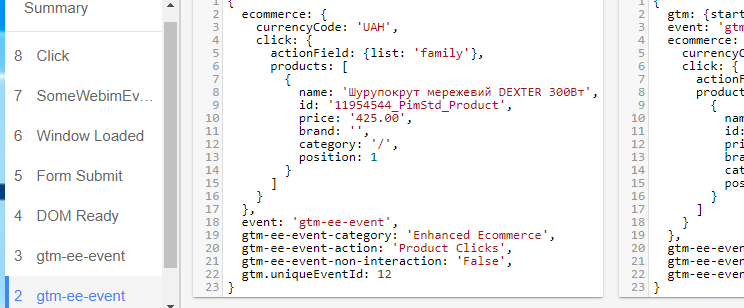 Summary
8 Click
7 SomeWebimEv...
6 Window Loaded
5 Form Submit
4 DOM Ready
3 gtm-ee-event
2 gtm-ee-event
1 {
2 ecommerce: {
3 currencyCode: 'UAH',
4 click: {
5 actionField: {list: 'family'},
6 products: [
7 {
8 name: 'Шурупокрут мережевий DEXTER 300Вт',
9 id: '11954544_PimStd_Product',
10 price: '425.00',
11 brand: '',
12 category: '/',
13 position: 1
14 }
15 ]
16 }
17 },
18 event: 'gtm-ee-event',
19 gtm-ee-event-category: 'Enhanced Ecommerce',
20 gtm-ee-event-action: 'Product Clicks',
21 gtm-ee-event-non-interaction: 'False',
22 gtm.uniqueEventId: 12
23 }
1 {
2 gtm: {start
3 event: 'gtm
4 ecommerce:
5 currencyC
6 click: {
7 actionF
8 product
9 {
10 nam
11 id:
12 pri
13 bra
14 cat
15 pos
16 }
17 ]
18 }
19 },
20 gtm-ee-even
21 gtm-ee-even
22 gtm-ee-even
23 }